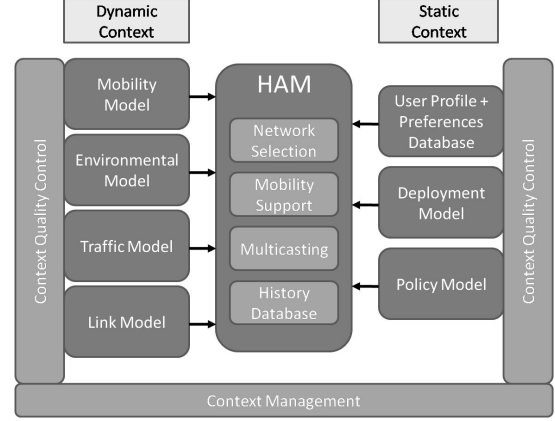 Dynamic
Context
Static
Context
Context Quality Control
Mobility
Model
Environmental
Model
Traffic Model
Link Model
HAM
Network
Selection
Mobility
Support
Multicasting
History
Database
User Profile +
Preferences
Database
Deployment
Model
Policy Model
Context Quality Control
Context Management